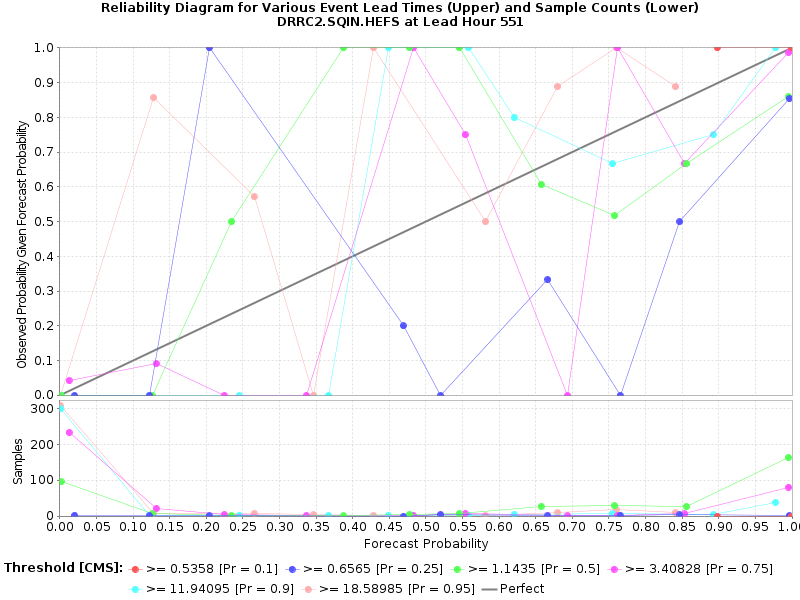 Reliability Diagram for Various Event Lead Times (Upper) and Sample Counts (Lower)
DRRC2.SQIN.HEFS at Lead Hour 551
Observed Probability Given Forecast Probability
1.0
0.9
0.8
0.7
0.6
0.5
0.4
0.3
0.2
0.1
0.0
Samples
300
200
100
0
0.00 0.05 0.10 0.15 0.20 0.25 0.30 0.35 0.40 0.45 0.50 0.55 0.60 0.65 0.70 0.75 0.80 0.85 0.90 0.95 1.0
Forecast Probability
Threshold [CMS]: >= 0.5358 [Pr = 0.1] >= 0.6565 [Pr = 0.25] >= 1.1435 [Pr = 0.5] >= 3.40828 [Pr = 0.75]
>= 11.94095 [Pr = 0.9] >= 18.58985 [Pr = 0.95] Perfect